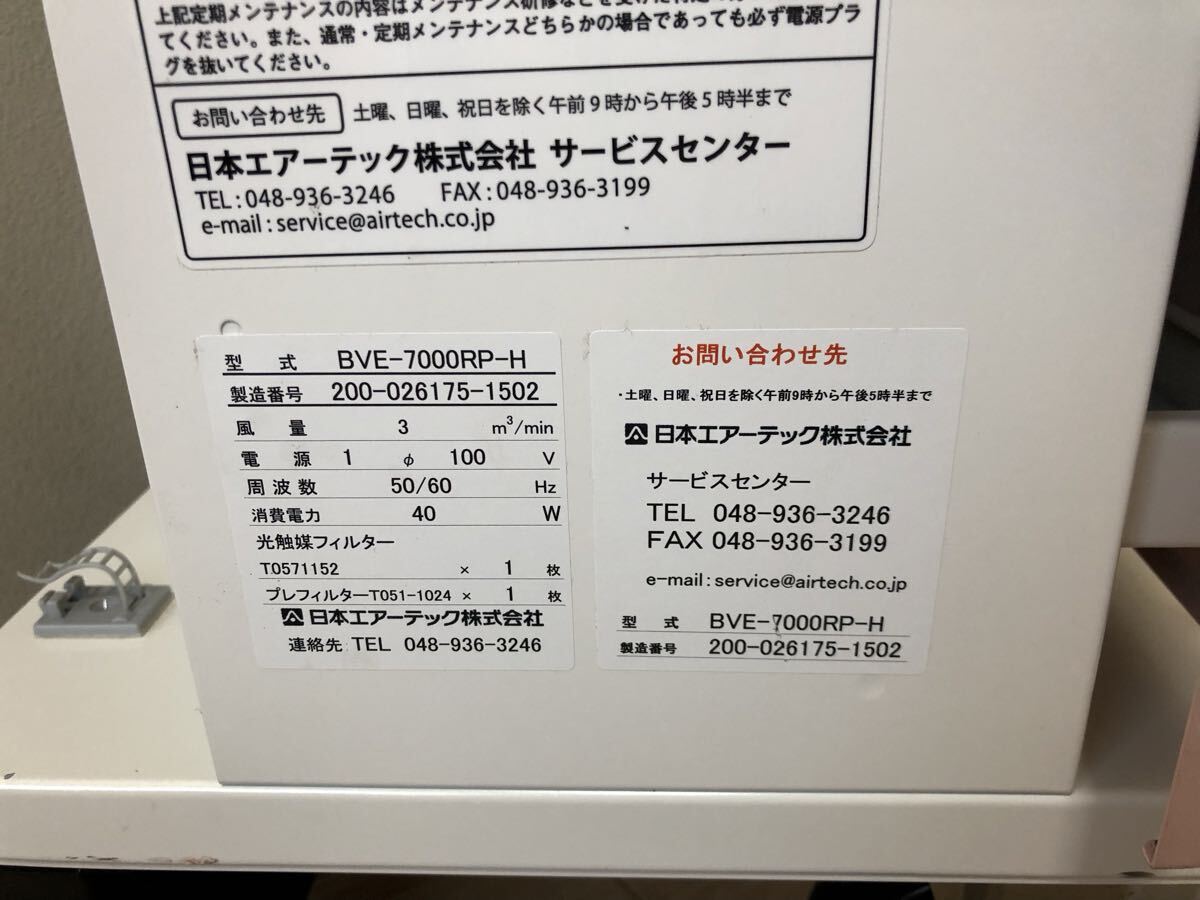 上記定期メンテナンスの内容はメンテナンス研修などを受けた
てください。また、通常・定期メンテナンスどちらかの場合であっても必ず電源プラ
グを抜いてください。
お問い合わせ先 土曜、日曜、祝日を除く午前9時から午後5時半まで
日本エアーテック株式会社 サービスセンター
TEL:048-936-3246 FAX:048-936-3199
e-mail:service@airtech.co.jp
型 式 BVE-7000RP-H
製造番号 200-026175-1502
風 量 3 m³/min
電 源 1 φ 100 V
周波数 50/60 Hz
消費電力 40 W
光触媒フィルター
T0571152 × 1 枚
プレフィルターT051-1024 × 1 枚
日本エアーテック株式会社
連絡先 TEL 048-936-3246
お問い合わせ先
・土曜、日曜、祝日を除く午前9時から午後5時半まで
日本エアーテック株式会社
サービスセンター
TEL 048-936-3246
FAX 048-936-3199
e-mail:service@airtech.co.jp
型 式 BVE-7000RP-H
製造番号 200-026175-1502